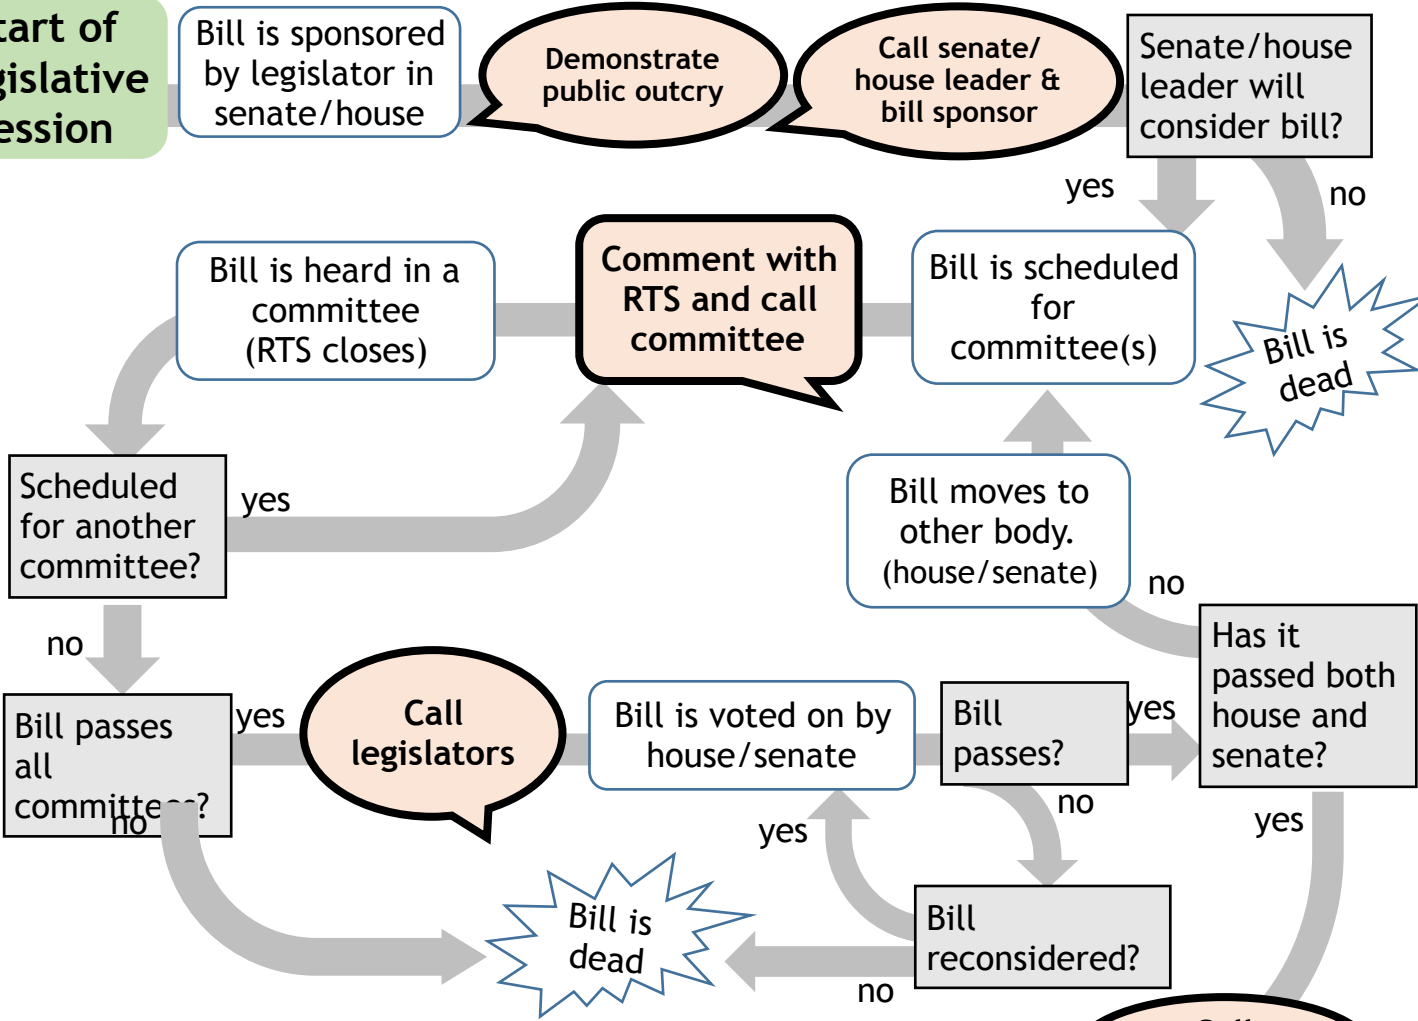 tart of
gislative
ession
Bill is sponsored
by legislator in
senate/house
Demonstrate
public outcry
Call senate/
house leader &
bill sponsor
Senate/house
leader will
consider bill?
yes
no
Bill is heard in a
committee
(RTS closes)
Comment with
RTS and call
committee
Bill is scheduled
for
committee(s)
Bill is
dead
Scheduled
for another
committee?
yes
Bill moves to
other body.
(house/senate)
no
no
Has it
passed both
house and
senate?
Bill passes
all
committees?
yes
no
Call
legislators
Bill is voted on by
house/senate
Bill
passes?
yes
no
yes
yes
Bill is
dead
Bill
reconsidered?
no